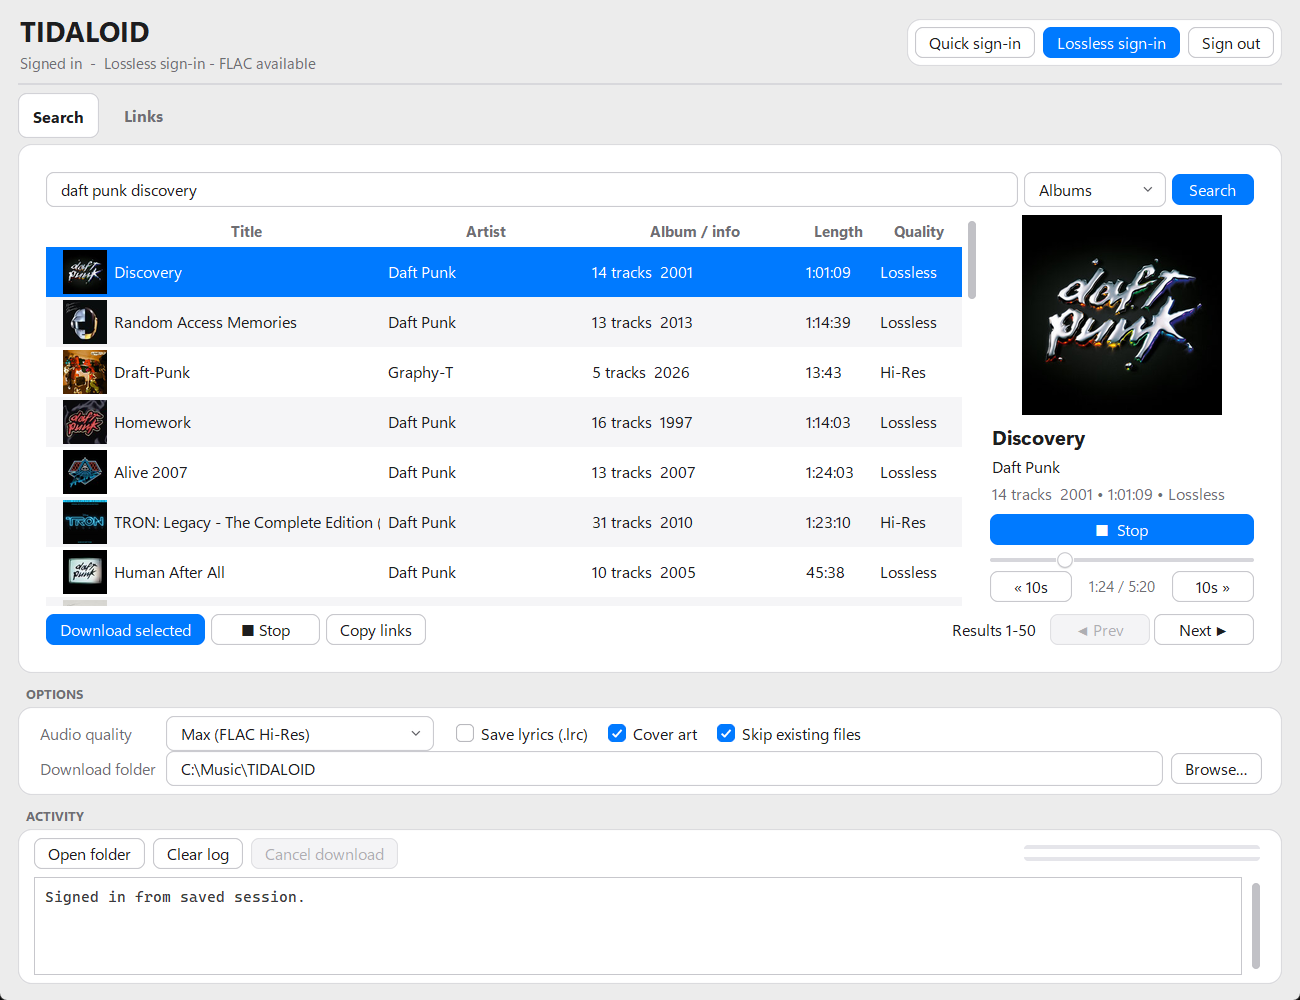 TIDALOID
Signed in - Lossless sign-in - FLAC available
Quick sign-in
Lossless sign-in
Sign out
Search
Links
daft punk discovery
Albums
Search
Title Artist Album / info Length Quality
Discovery Daft Punk 14 tracks 2001 1:01:09 Lossless
Random Access Memories Daft Punk 13 tracks 2013 1:14:39 Lossless
Draft-Punk Graphy-T 5 tracks 2026 13:43 Hi-Res
Homework Daft Punk 16 tracks 1997 1:14:03 Lossless
Alive 2007 Daft Punk 13 tracks 2007 1:24:03 Lossless
TRON: Legacy - The Complete Edition ( Daft Punk 31 tracks 2010 1:23:10 Hi-Res
Human After All Daft Punk 10 tracks 2005 45:38 Lossless
daft
punk
Discovery
Daft Punk
14 tracks 2001 • 1:01:09 • Lossless
■ Stop
« 10s
1:24 / 5:20
10s »
Download selected
■ Stop
Copy links
Results 1-50
◄ Prev
Next ►
OPTIONS
Audio quality
Max (FLAC Hi-Res)
Save lyrics (.lrc)
Cover art
Skip existing files
Download folder
C:\Music\TIDALOID
Browse...
ACTIVITY
Open folder
Clear log
Cancel download
Signed in from saved session.